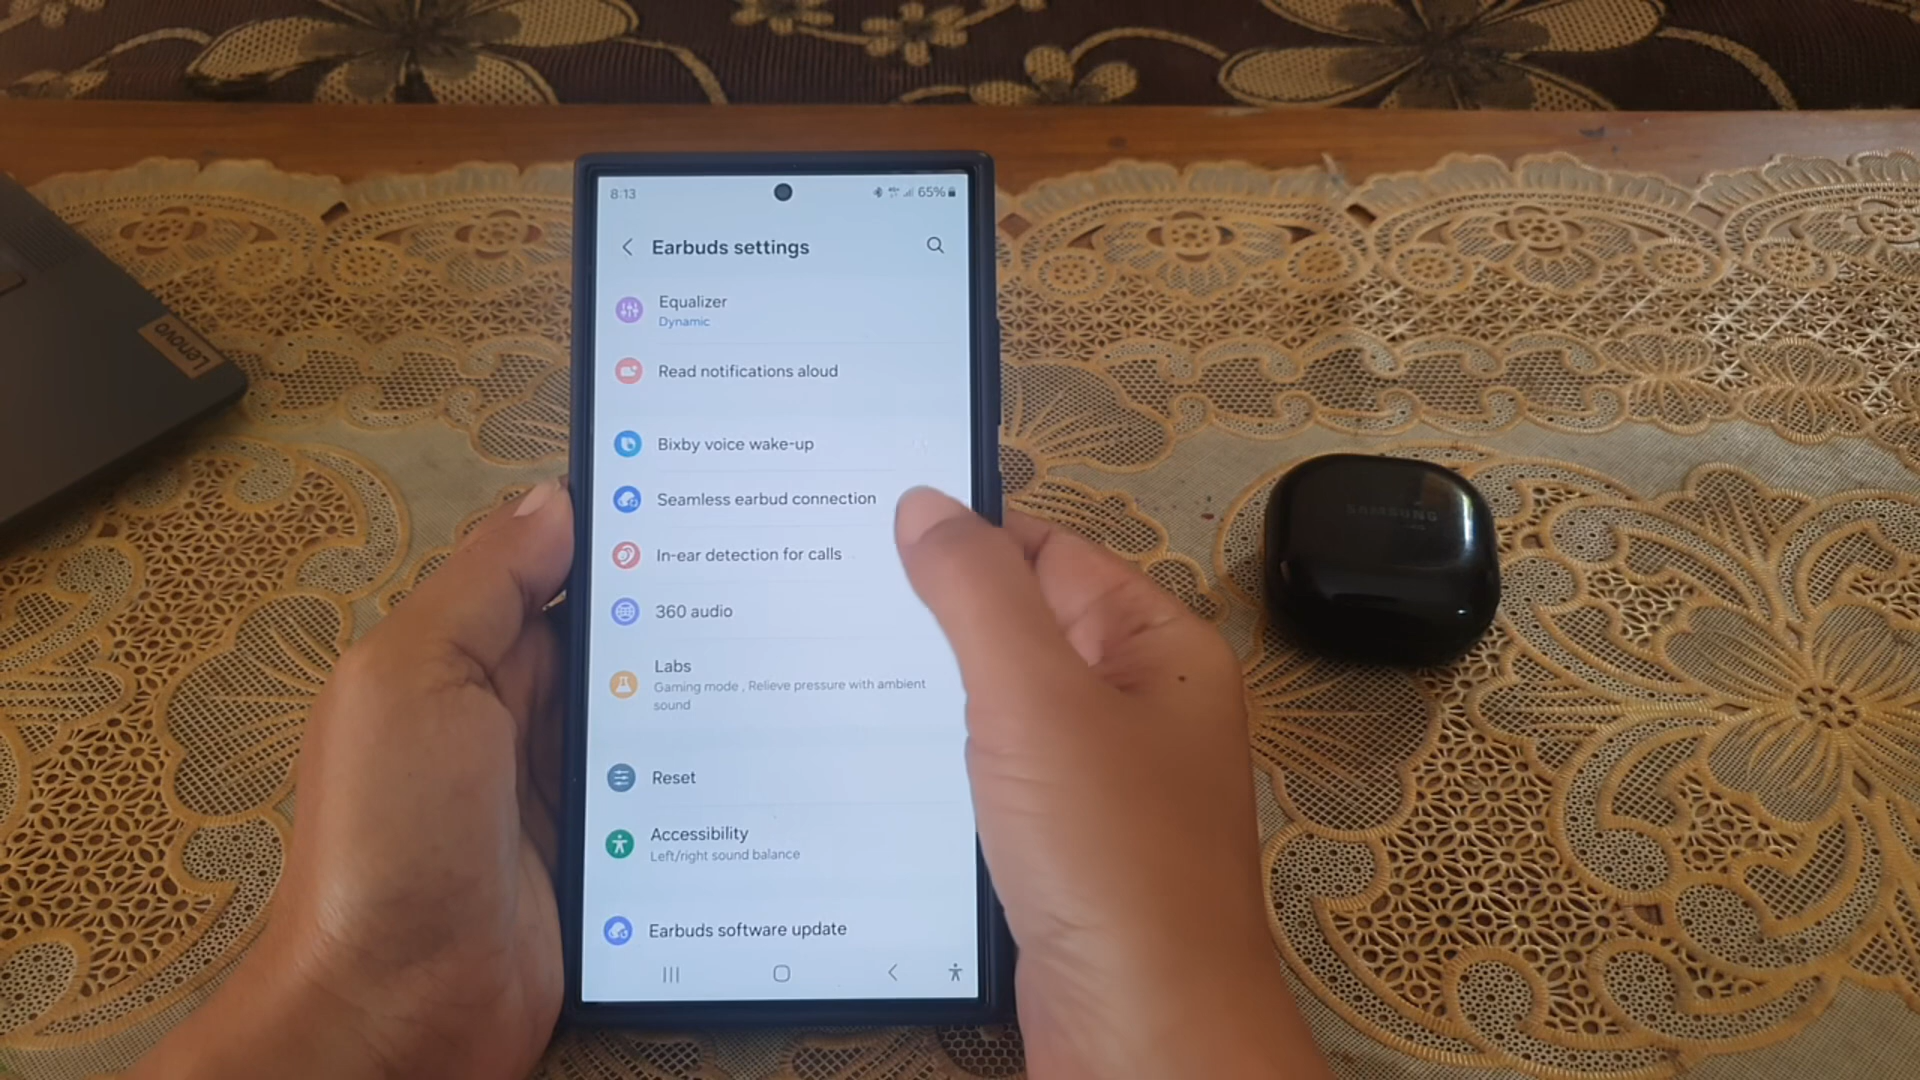 8:13
65%
Earbuds settings
Equalizer
Dynamic
Read notifications aloud
Bixby voice wake-up
Seamless earbud connection
In-ear detection for calls
360 audio
Labs
Gaming mode , Relieve pressure with ambient
sound
Reset
Accessibility
Left/right sound balance
Earbuds software update
Lenovo
SAMSUNG